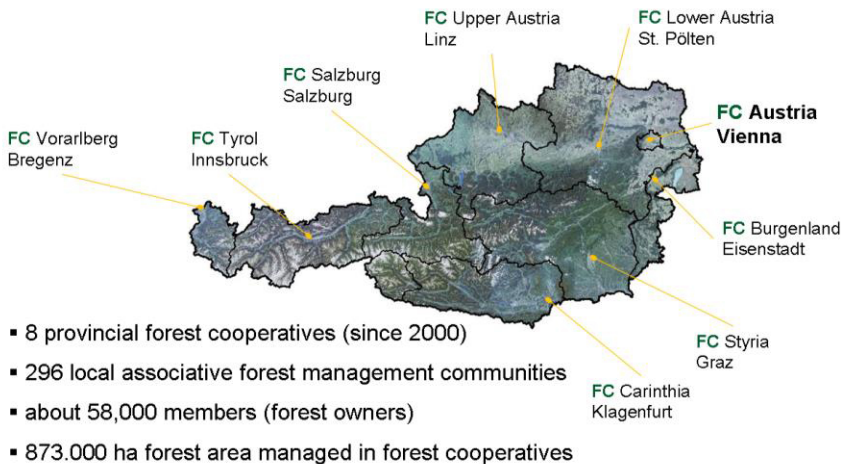 FC Upper Austria
Linz
FC Lower Austria
St. Pölten
FC Salzburg
Salzburg
FC Austria
Vienna
FC Vorarlberg
Bregenz
FC Tyrol
Innsbruck
FC Burgenland
Eisenstadt
FC Styria
Graz
FC Carinthia
Klagenfurt
▪ 8 provincial forest cooperatives (since 2000)
▪ 296 local associative forest management communities
▪ about 58,000 members (forest owners)
▪ 873.000 ha forest area managed in forest cooperatives